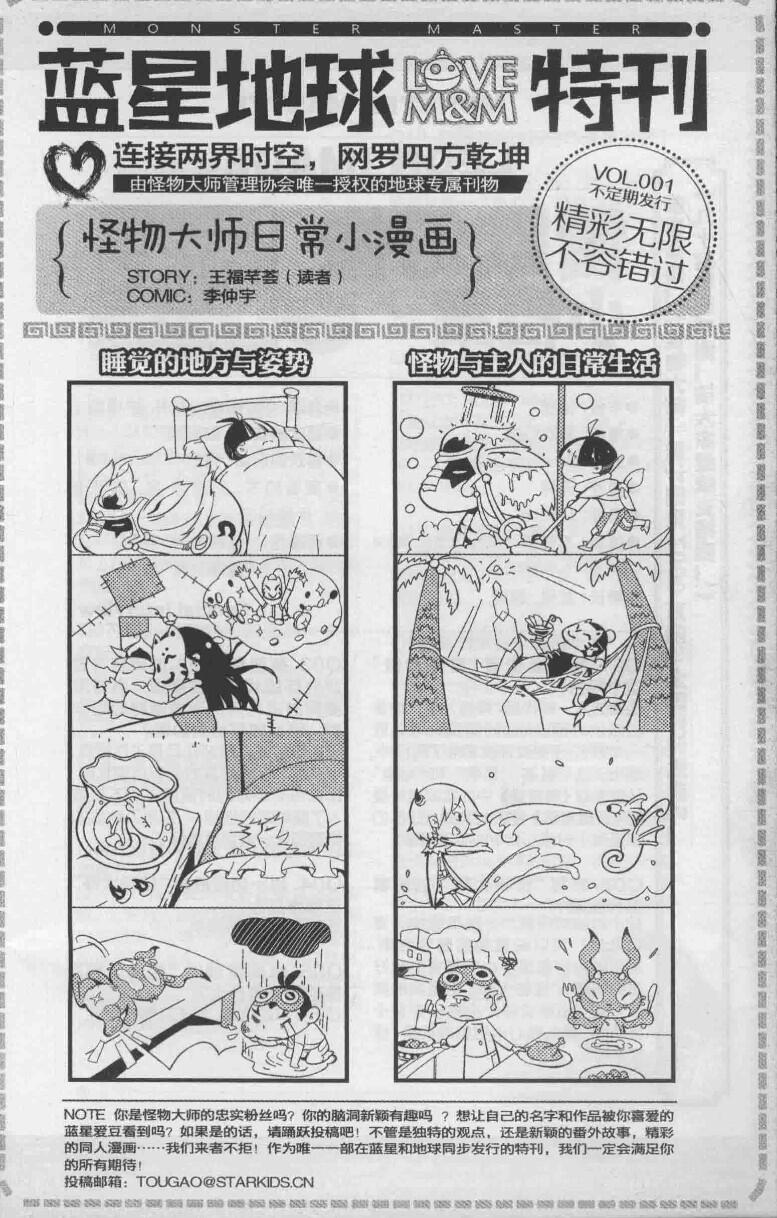 MONSTER MASTER
蓝星地球 LOVE M&M 特刊
连接两界时空，网罗四方乾坤
由怪物大师管理协会唯一授权的地球专属刊物
VOL.001
不定期发行
精彩无限
不容错过
怪物大师日常小漫画
STORY：王福芊荟（读者）
COMIC：李仲宇
睡觉的地方与姿势
怪物与主人的日常生活
NOTE 你是怪物大师的忠实粉丝吗？你的脑洞新颖有趣吗 ？想让自己的名字和作品被你喜爱的
蓝星爱豆看到吗？如果是的话，请踊跃投稿吧！不管是独特的观点，还是新颖的番外故事，精彩
的同人漫画……我们来者不拒！作为唯一一部在蓝星和地球同步发行的特刊，我们一定会满足你
的所有期待！
投稿邮箱：TOUGAO@STARKIDS.CN